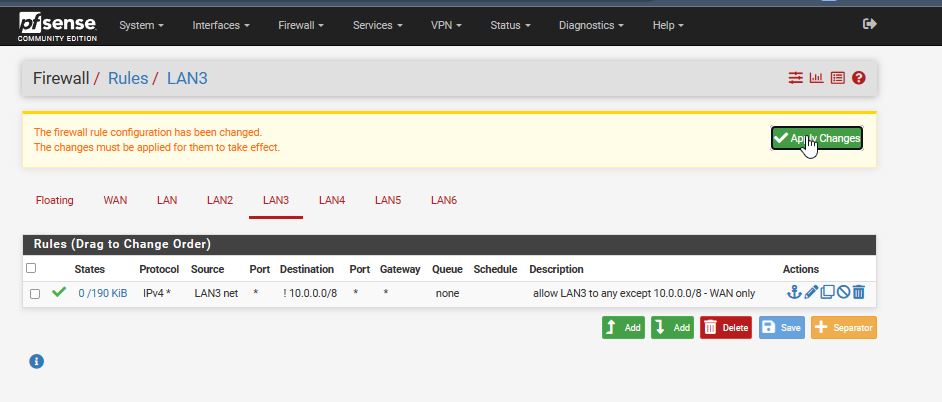 pfsense
COMMUNITY EDITION
System Interfaces Firewall Services VPN Status Diagnostics Help
Firewall / Rules / LAN3
The firewall rule configuration has been changed.
The changes must be applied for them to take effect.
Apply Changes
Floating WAN LAN LAN2 LAN3 LAN4 LAN5 LAN6
Rules (Drag to Change Order)
States Protocol Source Port Destination Port Gateway Queue Schedule Description Actions
0 /190 KiB IPv4 * LAN3 net * ! 10.0.0.0/8 * * none allow LAN3 to any except 10.0.0.0/8 - WAN only
Add Add Delete Save Separator